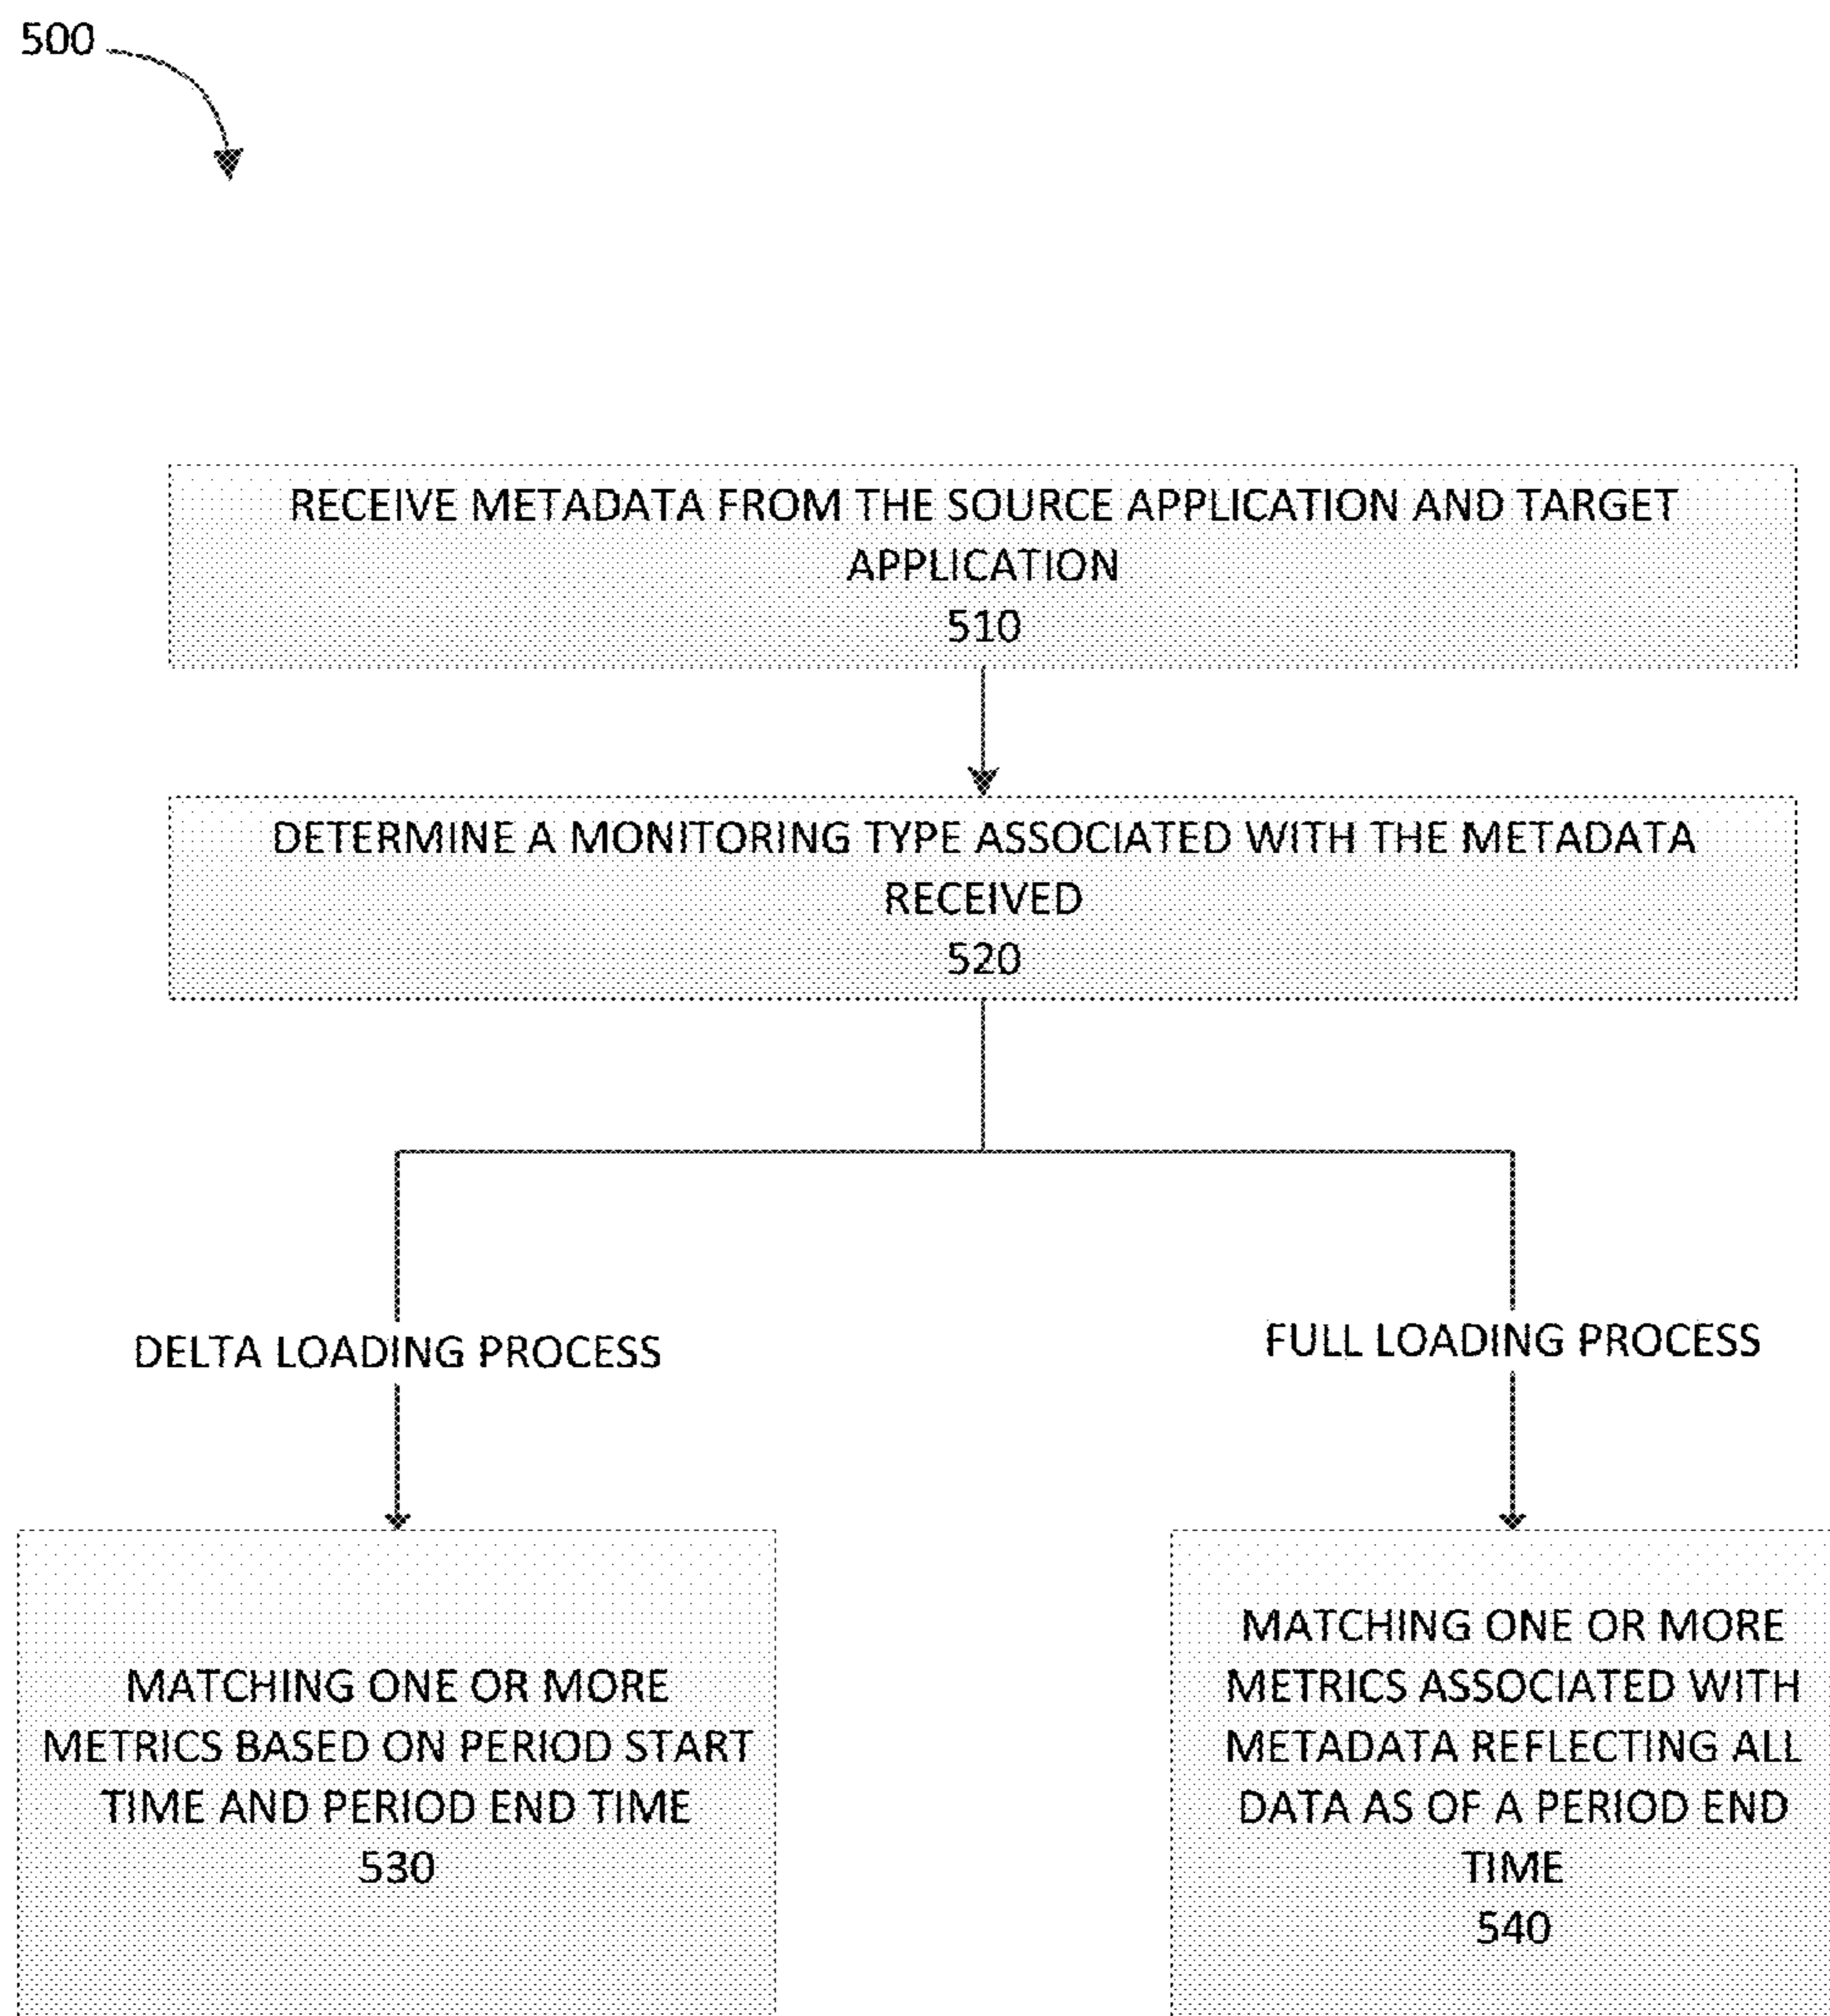 500
RECEIVE METADATA FROM THE SOURCE APPLICATION AND TARGET
APPLICATION
510
DETERMINE A MONITORING TYPE ASSOCIATED WITH THE METADATA
RECEIVED
520
DELTA LOADING PROCESS
FULL LOADING PROCESS
MATCHING ONE OR MORE
METRICS BASED ON PERIOD START
TIME AND PERIOD END TIME
530
MATCHING ONE OR MORE
METRICS ASSOCIATED WITH
METADATA REFLECTING ALL
DATA AS OF A PERIOD END
TIME
540